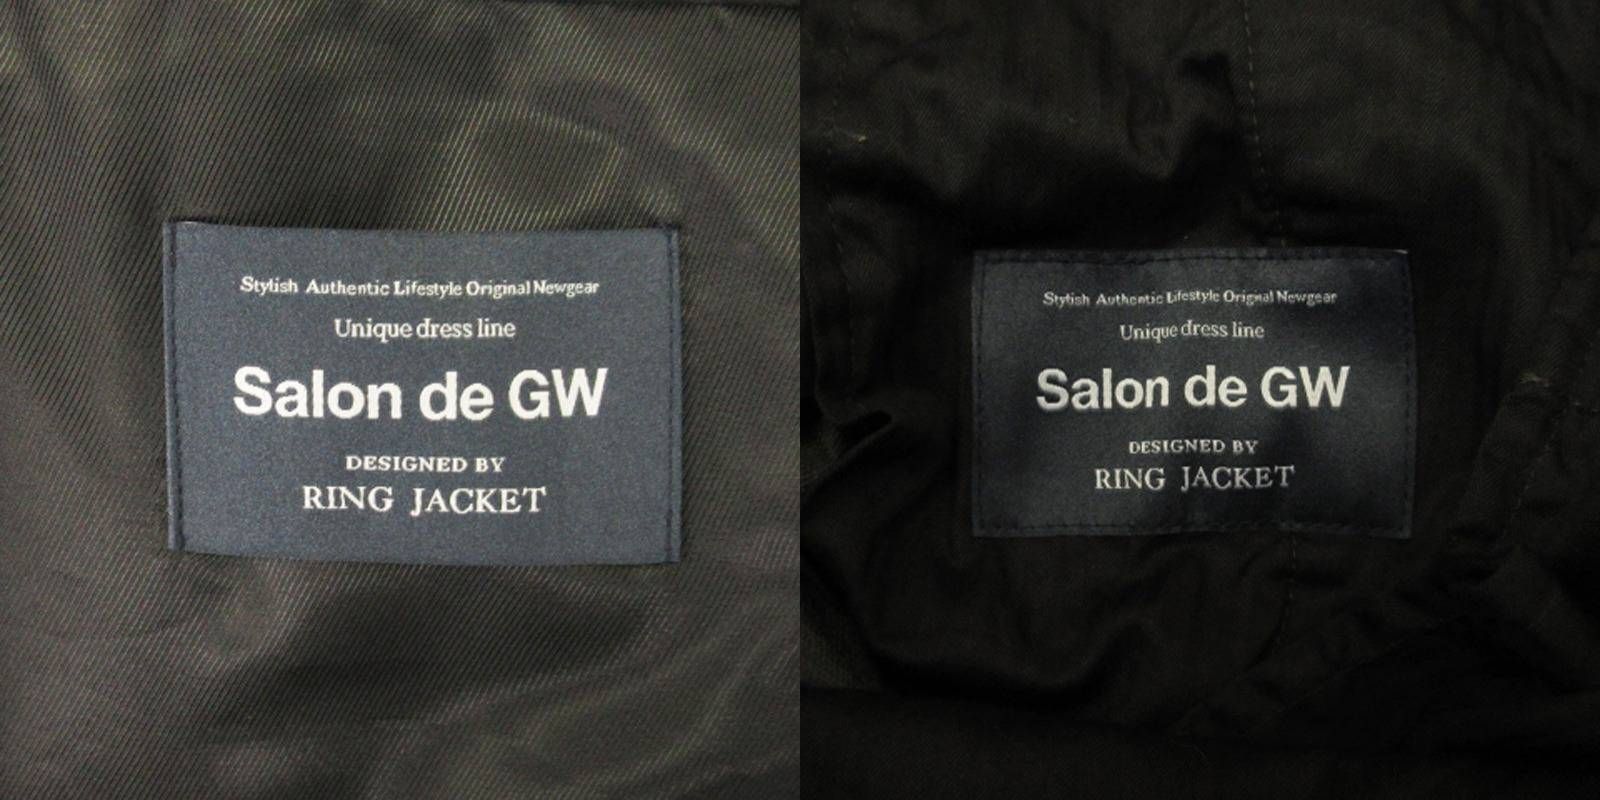 Stylish Authentic Lifestyle Original Newgear
Unique dress line
Salon de GW
DESIGNED BY
RING JACKET
Stylish Authentic Lifestyle Original Newgear
Unique dress line
Salon de GW
DESIGNED BY
RING JACKET